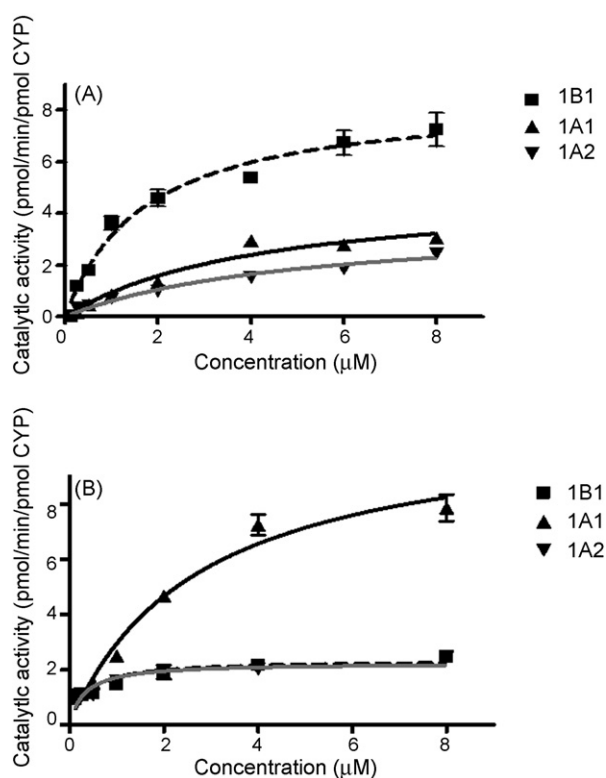 (A)
Catalytic activity (pmol/min/pmol CYP)
8
6
4
2
0
0 2 4 6 8
Concentration (μM)
1B1
1A1
1A2
(B)
Catalytic activity (pmol/min/pmol CYP)
8
6
4
2
0
0 2 4 6 8
Concentration (μM)
1B1
1A1
1A2